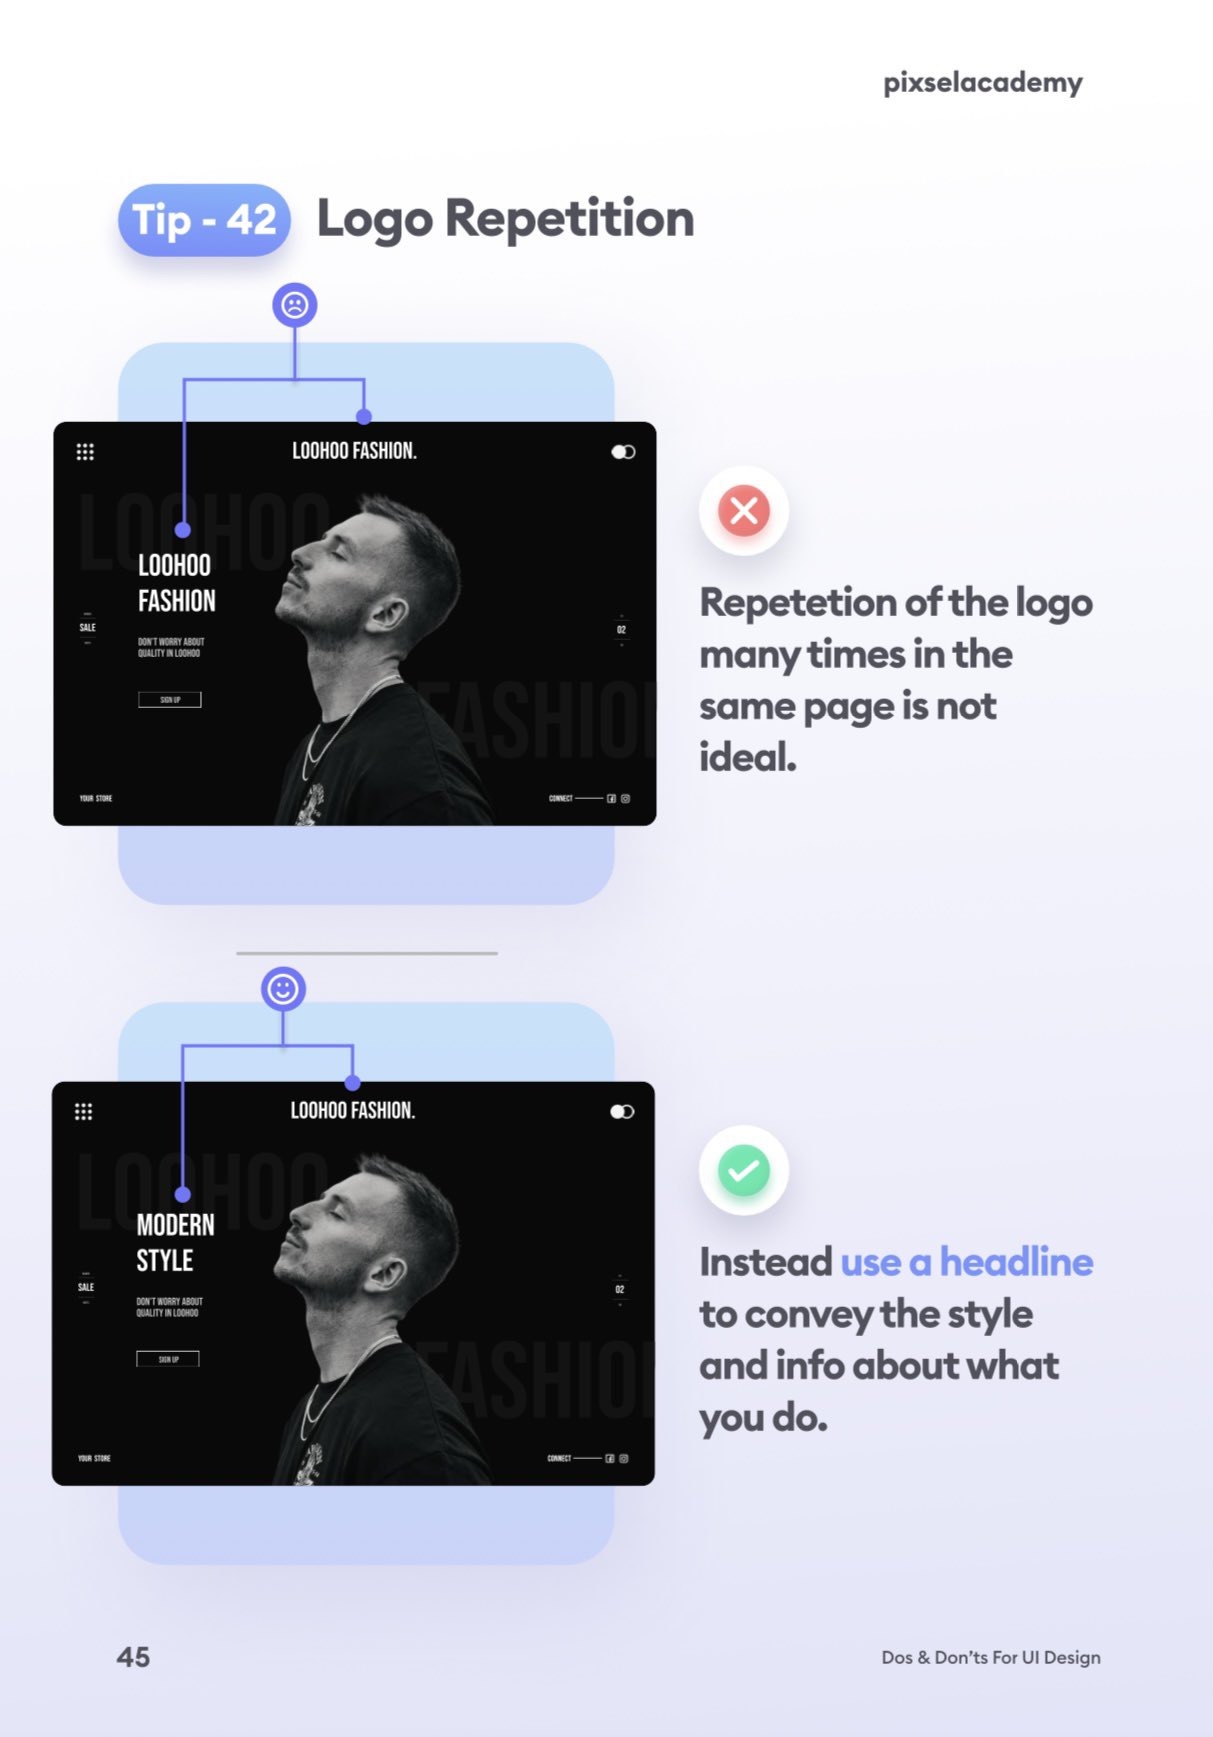 pixselacademy
Tip - 42
Logo Repetition
LOOHOO FASHION.
LOOHOO
LOOHOO
FASHION
DON'T WORRY ABOUT
QUALITY IN LOOHOO
SIGN UP
SALE
02
FASHION
YOUR STORE
CONNECT
Repetetion of the logo
many times in the
same page is not
ideal.
LOOHOO FASHION.
LOOHOO
MODERN
STYLE
DON'T WORRY ABOUT
QUALITY IN LOOHOO
SIGN UP
SALE
02
FASHION
YOUR STORE
CONNECT
Instead use a headline
to convey the style
and info about what
you do.
45
Dos & Don'ts For UI Design